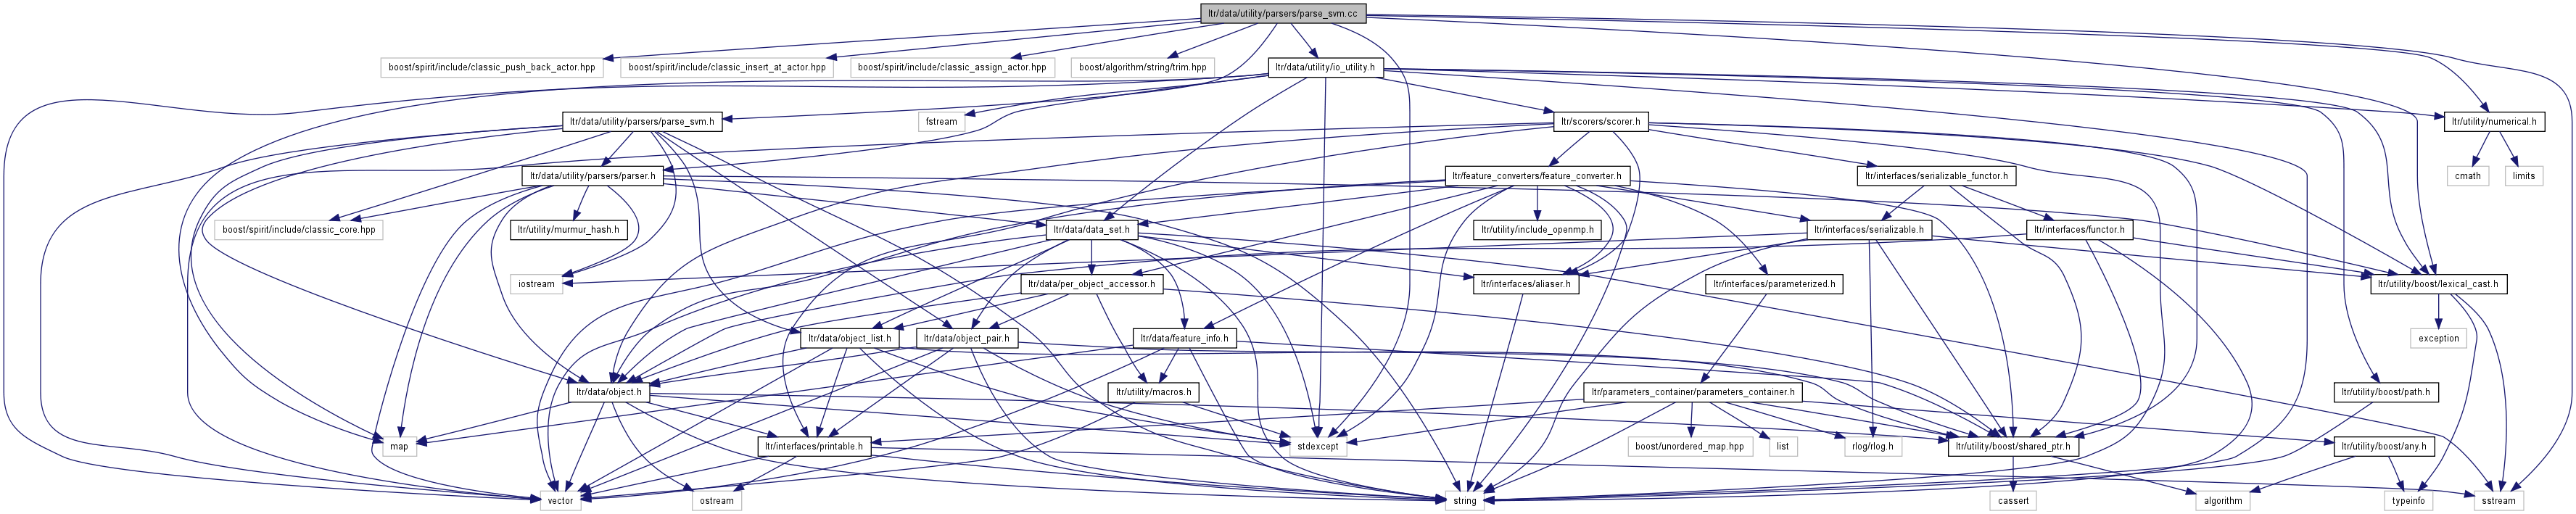 ltr/data/utility/parsers/parse_svm.cc
boost/spirit/include/classic_push_back_actor.hpp
boost/spirit/include/classic_insert_at_actor.hpp
boost/spirit/include/classic_assign_actor.hpp
boost/algorithm/string/trim.hpp
ltr/data/utility/io_utility.h
ltr/data/utility/parsers/parse_svm.h
fstream
ltr/scorers/scorer.h
ltr/utility/numerical.h
ltr/data/utility/parsers/parser.h
ltr/feature_converters/feature_converter.h
ltr/interfaces/serializable_functor.h
cmath
limits
boost/spirit/include/classic_core.hpp
ltr/utility/murmur_hash.h
ltr/data/data_set.h
ltr/utility/include_openmp.h
ltr/interfaces/serializable.h
ltr/interfaces/functor.h
iostream
ltr/data/per_object_accessor.h
ltr/interfaces/aliaser.h
ltr/interfaces/parameterized.h
ltr/utility/boost/lexical_cast.h
ltr/data/object_list.h
ltr/data/object_pair.h
ltr/data/feature_info.h
exception
ltr/data/object.h
ltr/utility/macros.h
ltr/parameters_container/parameters_container.h
ltr/utility/boost/path.h
map
ltr/interfaces/printable.h
stdexcept
boost/unordered_map.hpp
list
rlog/rlog.h
ltr/utility/boost/shared_ptr.h
ltr/utility/boost/any.h
vector
ostream
string
cassert
algorithm
typeinfo
sstream